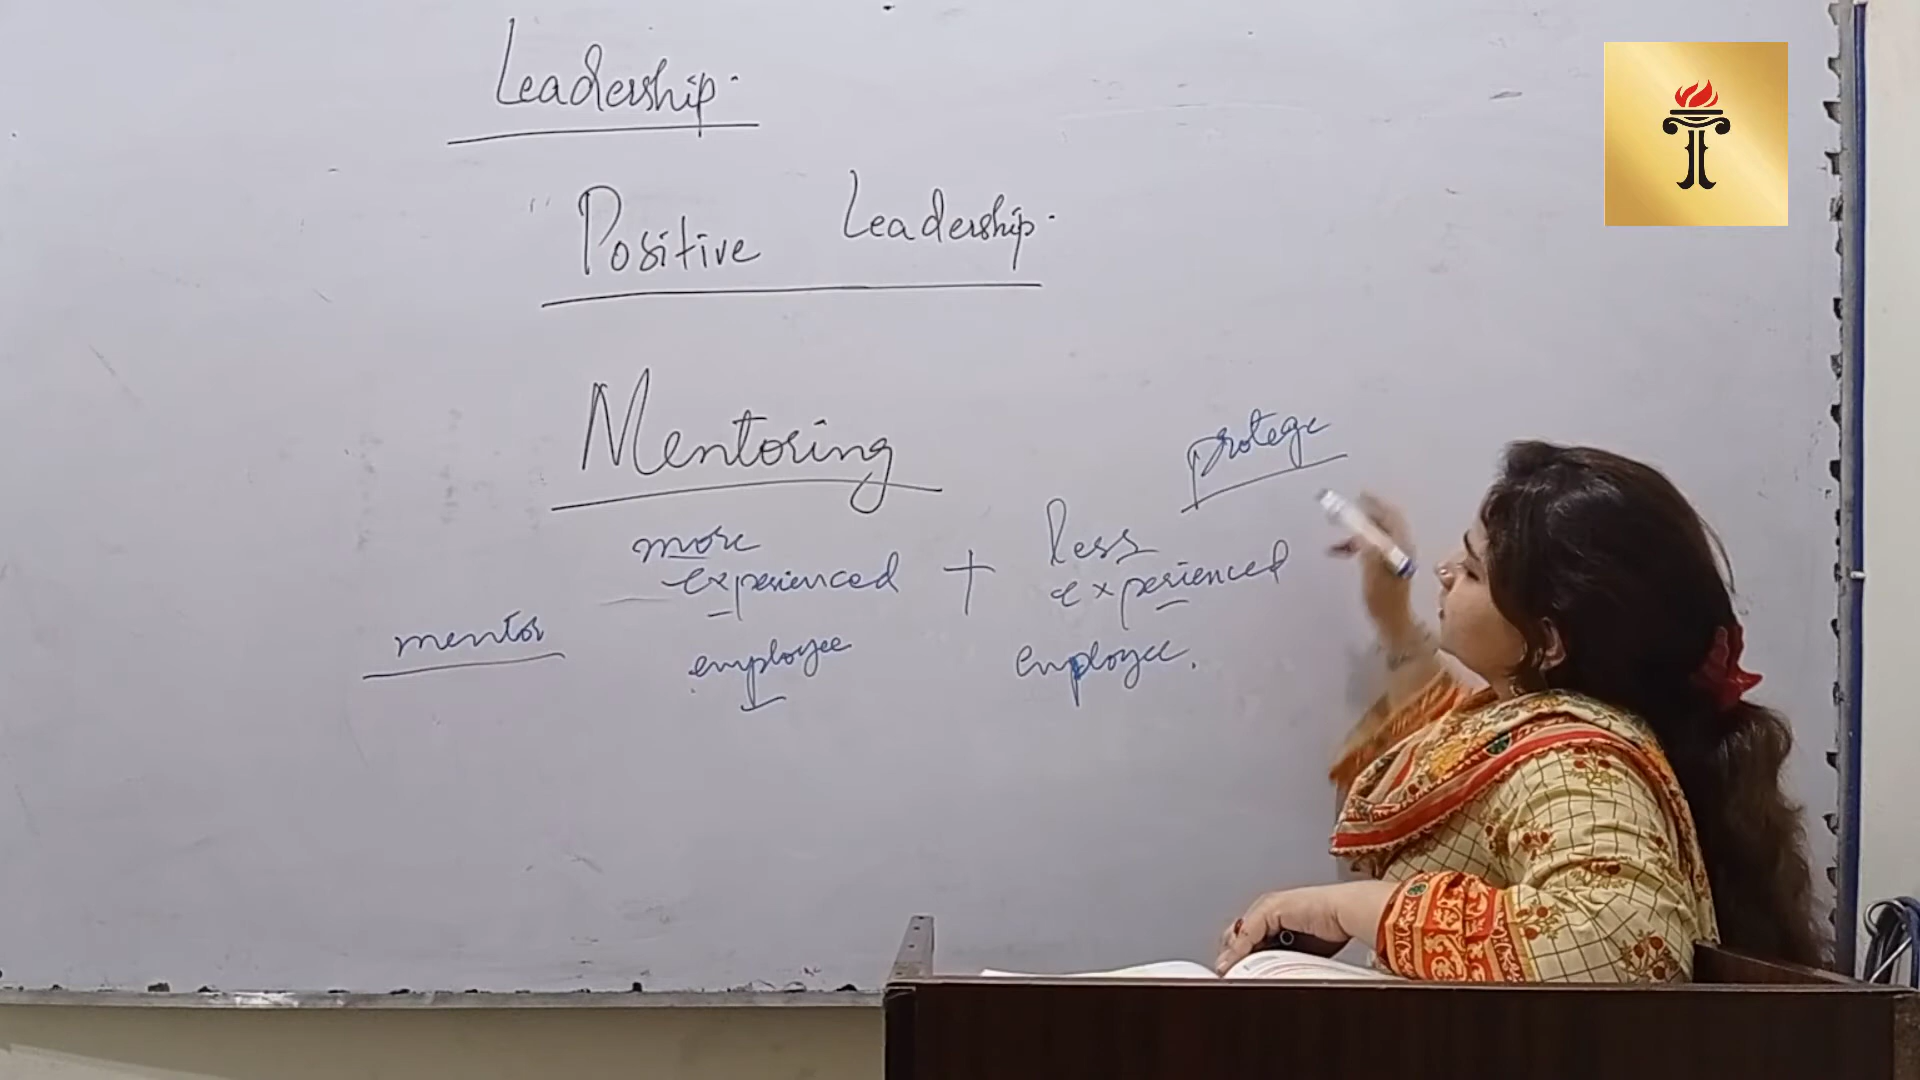 Leadership.
" Positive Leadership.
Mentoring
protege
more
experienced + less
experienced
mentor
employee
employee.